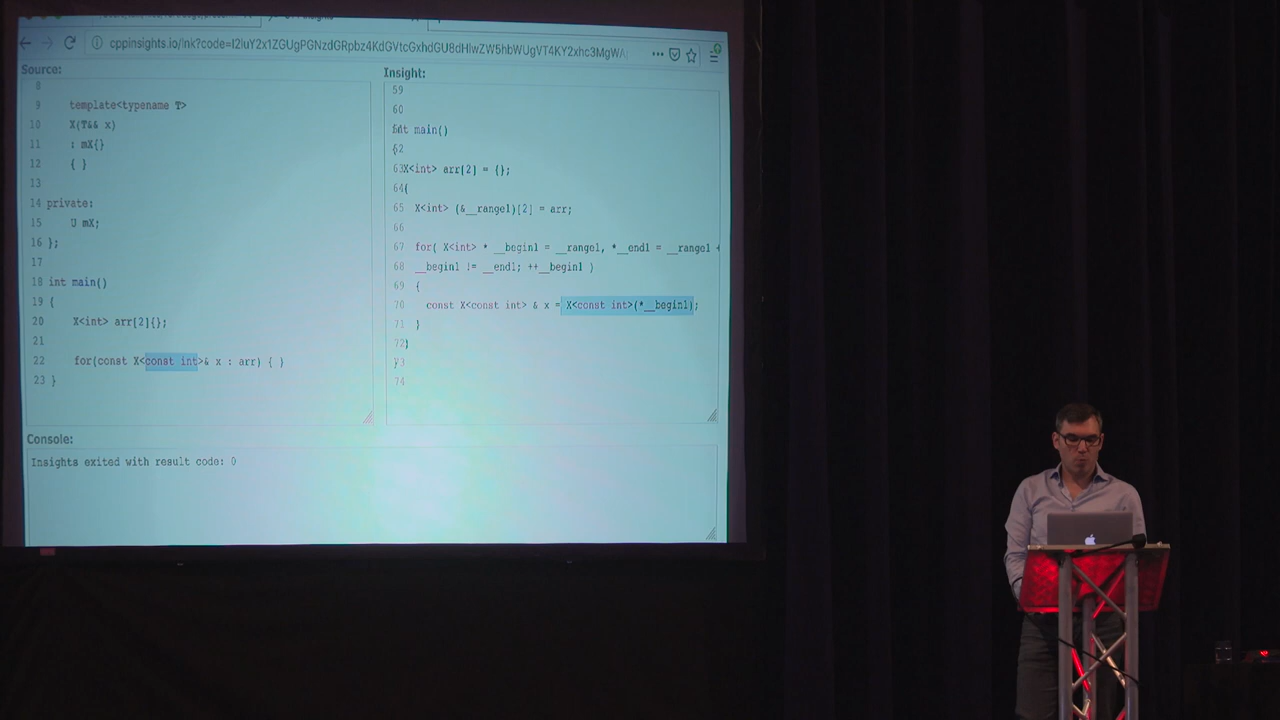 cppinsights.io/lnk?code=I2luY2x1ZGUgPGNzdGRpbz4KdGVtcGxhdGU8dHlwZW5hbWUgVT4KY2xhc3MgWA
Source:
8
9 template<typename T>
10 X(T&& x)
11 : mX{}
12 { }
13
14 private:
15 U mX;
16 };
17
18 int main()
19 {
20 X<int> arr[2]{};
21
22 for(const X<const int>& x : arr) { }
23 }
Insight:
59
60
int main()
62
63 X<int> arr[2] = {};
64 {
65 X<int> (&__range1)[2] = arr;
66
67 for( X<int> * __begin1 = __range1, *__end1 = __range1 +
68 __begin1 != __end1; ++__begin1 )
69 {
70 const X<const int> & x = X<const int>(*__begin1);
71 }
72 }
73
74
Console:
Insights exited with result code: 0